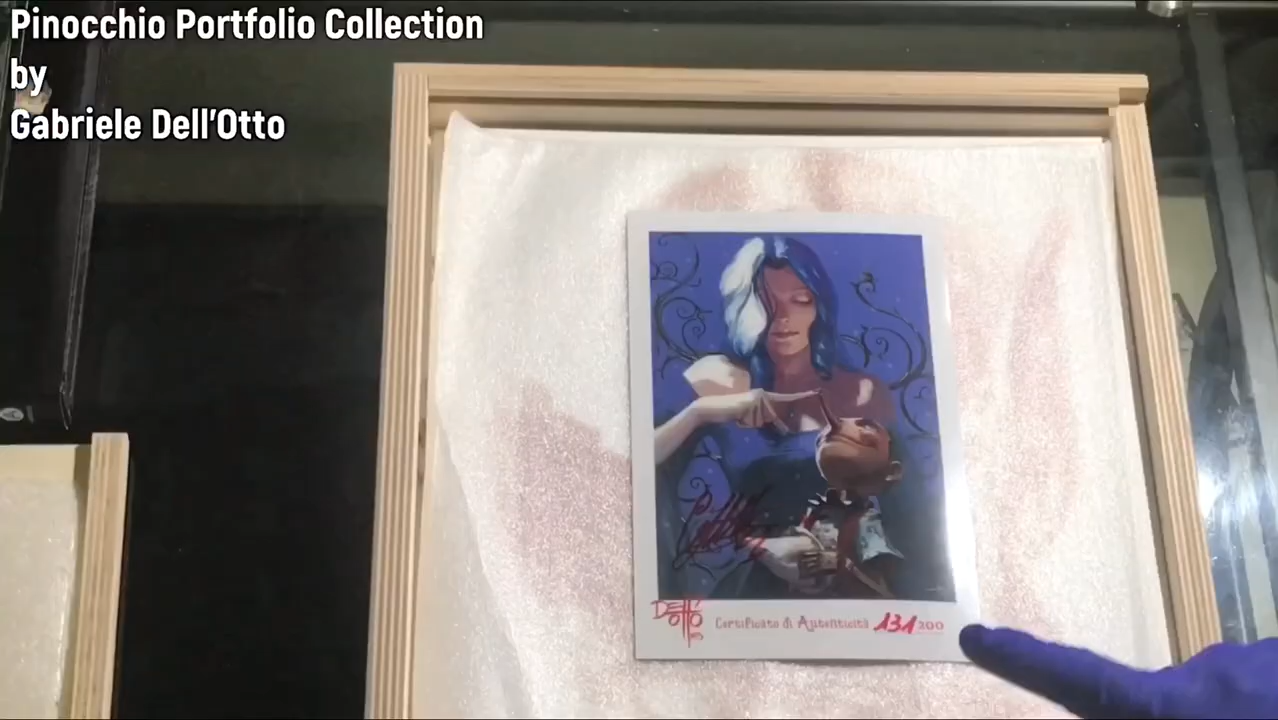 Pinocchio Portfolio Collection
by
Gabriele Dell'Otto
DELL'
OTTO
Certificato di Autenticità 131/200